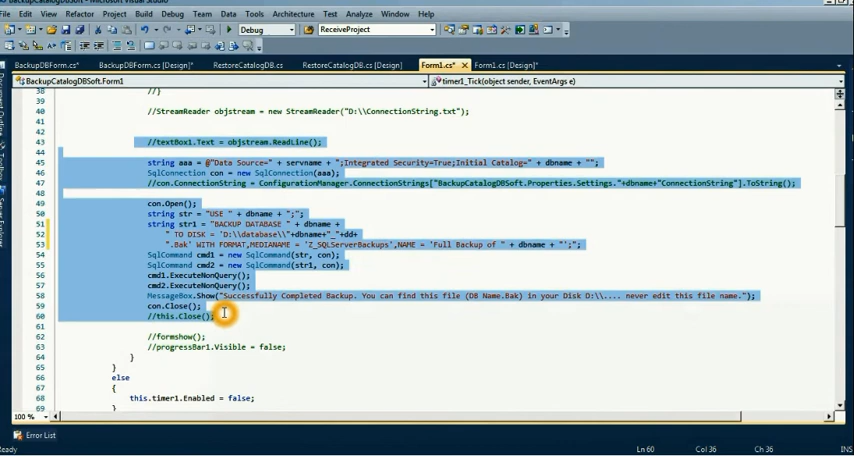 BackupCatalogDBSoft - Microsoft Visual Studio
File Edit View Refactor Project Build Debug Team Data Tools Architecture Test Analyze Window Help
Debug ReceiveProject
BackupDBForm.cs* BackupDBForm.cs [Design]* RestoreCatalogDB.cs RestoreCatalogDB.cs [Design] Form1.cs* Form1.cs [Design]*
BackupCatalogDBSoft.Form1 timer1_Tick(object sender, EventArgs e)
Document Outline
Server Explorer
38 //}
39
40 //StreamReader objstream = new StreamReader("D:\\ConnectionString.txt");
43 //textBox1.Text = objstream.ReadLine();
44
45 string aaa = @"Data Source=" + servname + ";Integrated Security=True;Initial Catalog=" + dbname + "";
46 SqlConnection con = new SqlConnection(aaa);
47 //con.ConnectionString = ConfigurationManager.ConnectionStrings["BackupCatalogDBSoft.Properties.Settings."+dbname+"ConnectionString"].ToString();
48
49 con.Open();
50 string str = "USE " + dbname + ";";
51 string str1 = "BACKUP DATABASE " + dbname +
52 " TO DISK = 'D:\\database\\"+dbname+"_"+dd+
53 ".Bak' WITH FORMAT,MEDIANAME = 'Z_SQLServerBackups',NAME = 'Full Backup of " + dbname + "';";
54 SqlCommand cmd1 = new SqlCommand(str, con);
55 SqlCommand cmd2 = new SqlCommand(str1, con);
56 cmd1.ExecuteNonQuery();
57 cmd2.ExecuteNonQuery();
58 MessageBox.Show("Successfully Completed Backup. You can find this file (DB Name.Bak) in your Disk D:\\.... never edit this file name.");
59 con.Close();
60 //this.Close();
61
62 //formshow();
63 //progressBar1.Visible = false;
64 }
65 }
66 else
67 {
68 this.timer1.Enabled = false;
69 }
100 %
Error List
Ready Ln 60 Col 36 Ch 36 INS